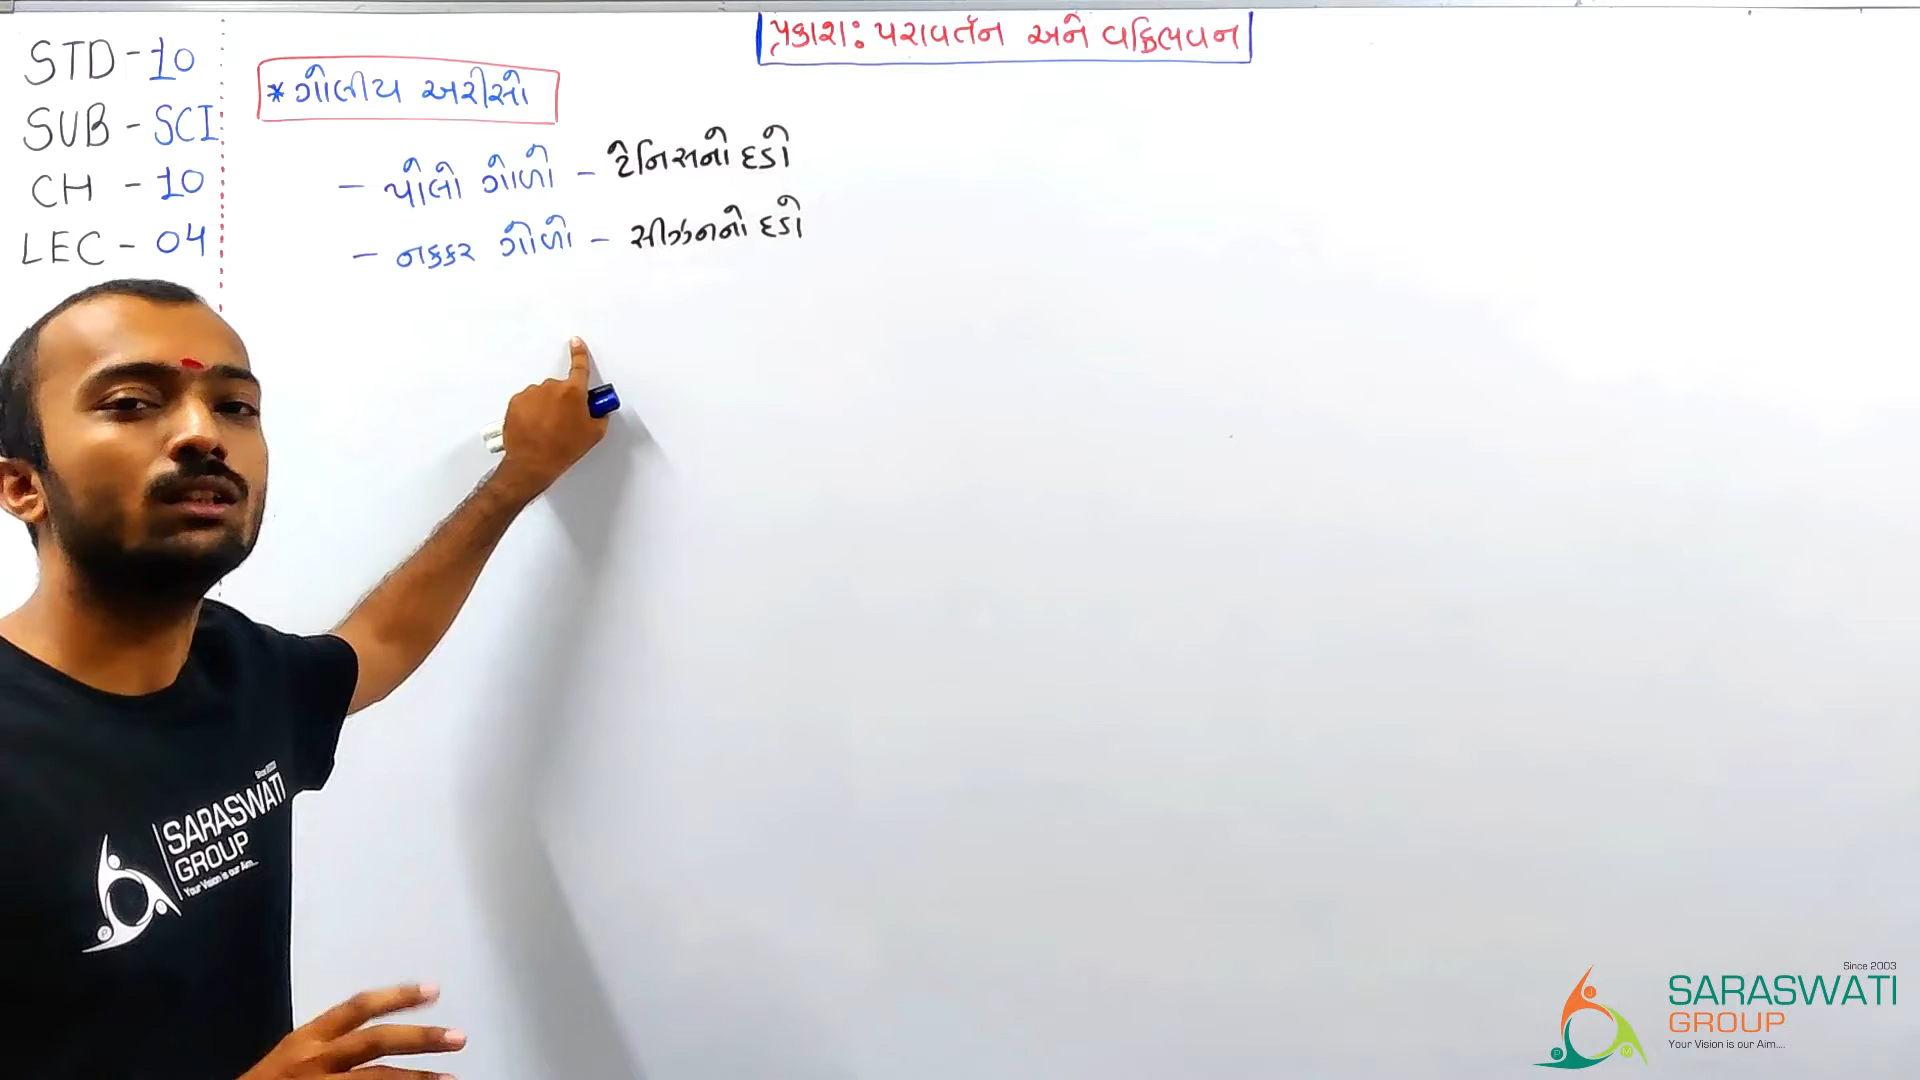 પ્રકાશ: પરાવર્તન અને વક્રિભવન
STD - 10
SUB - SCI
CH - 10
LEC - 04
* ગોલીય અરીસો
- પોલો ગોળો - ટેનિસનો દડો
- નક્કર ગોળો - સીઝનનો દડો
Since 2003
SARASWATI
GROUP
Your Vision is our Aim...
Since 2003
SARASWATI
GROUP
Your Vision is our Aim....